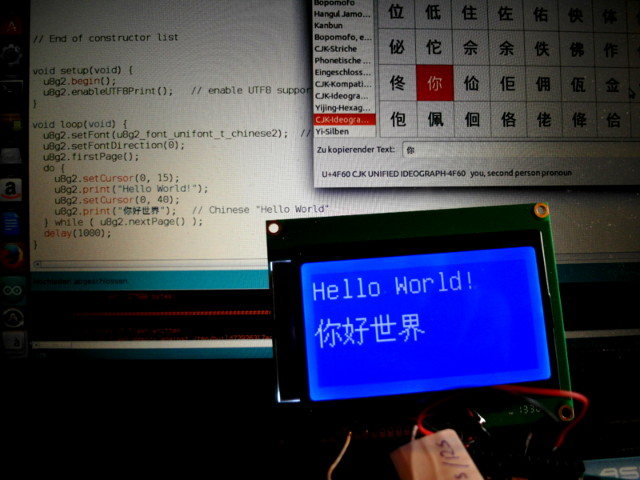 // End of constructor list
void setup(void) {
u8g2.begin();
u8g2.enableUTF8Print(); // enable UTF8 suppor
}
void loop(void) {
u8g2.setFont(u8g2_font_unifont_t_chinese2); //
u8g2.setFontDirection(0);
u8g2.firstPage();
do {
u8g2.setCursor(0, 15);
u8g2.print("Hello World!");
u8g2.setCursor(0, 40);
u8g2.print("你好世界"); // Chinese "Hello World"
} while ( u8g2.nextPage() );
delay(1000);
}
Hochladen abgeschlossen.
Bopomofo
Hangul Jamo...
Kanbun
Bopomofo, e...
CJK-Striche
Phonetische ...
Eingeschloss...
CJK-Kompati...
CJK-Ideogra...
Yijing-Hexag...
CJK-Ideogra...
Yi-Silben
位 低 住 佐 佑 体
佖 佗 佘 余 佚 佛 作
佟 你 佡 佢 佣 佤 佥
佨 佩 佪 佫 佬 佭 佮
Zu kopierender Text: 你
U+4F60 CJK UNIFIED IDEOGRAPH-4F60 you, second person pronoun
Hello World!
你好世界